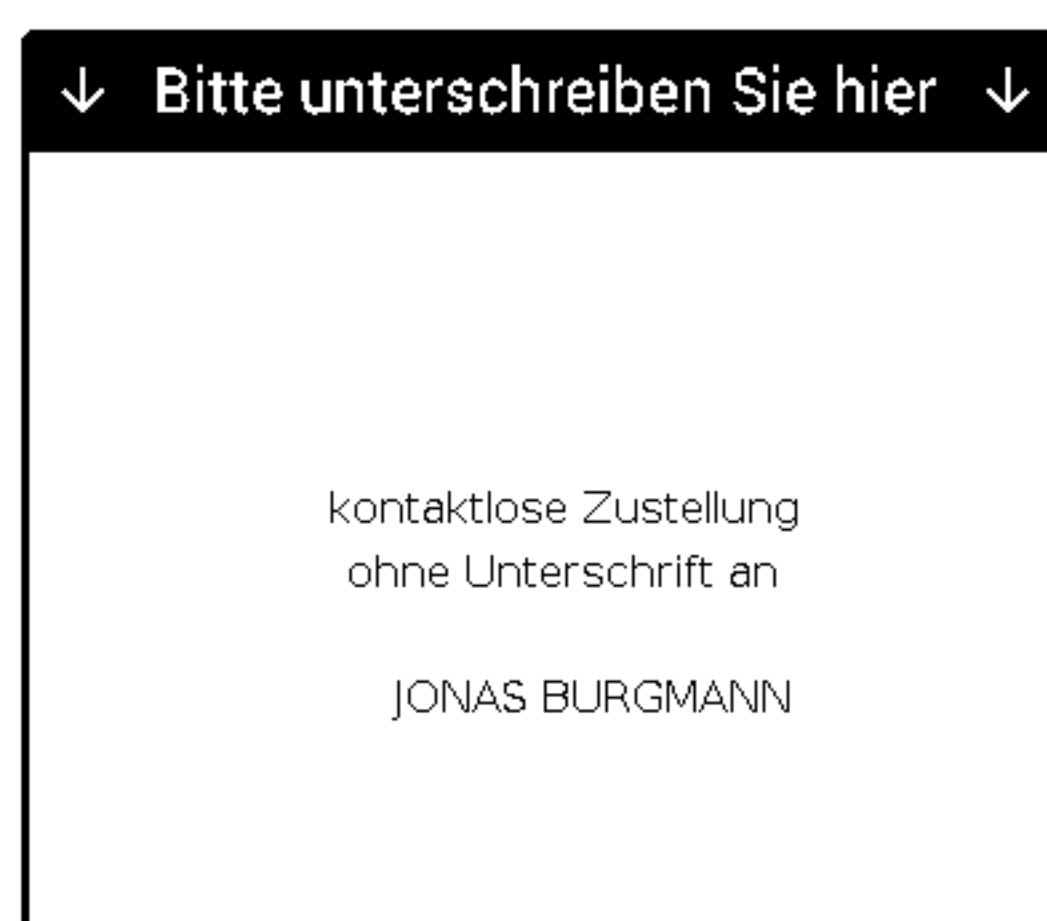 ↓ Bitte unterschreiben Sie hier ↓
kontaktlose Zustellung
ohne Unterschrift an
JONAS BURGMANN